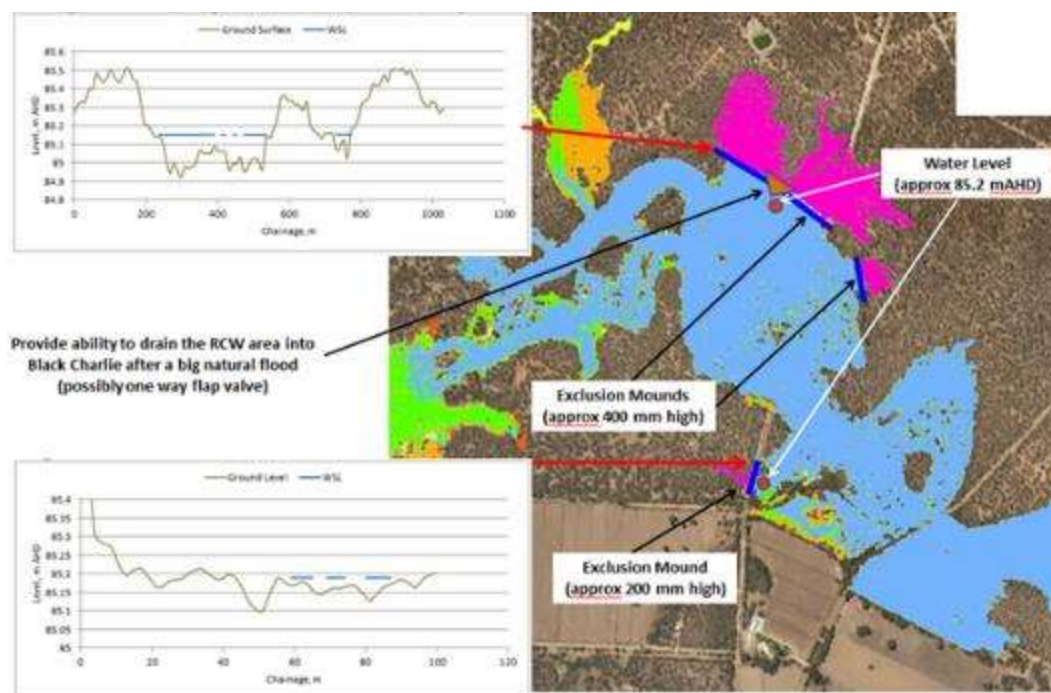 Ground Surface
WSL
85.6
85.5
85.4
85.3
85.2
85.1
85
84.9
84.8
Level, m AHD
0
200
400
600
800
1000
1200
Chainage, m
Water Level
(approx 85.2 mAHD)
Provide ability to drain the RCW area into
Black Charlie after a big natural flood
(possibly one way flap valve)
Exclusion Mounds
(approx 400 mm high)
Ground Level
WSL
85.4
85.35
85.3
85.25
85.2
85.15
85.1
85.05
85
Level, m AHD
0
20
40
60
80
100
120
Chainage, m
Exclusion Mound
(approx 200 mm high)